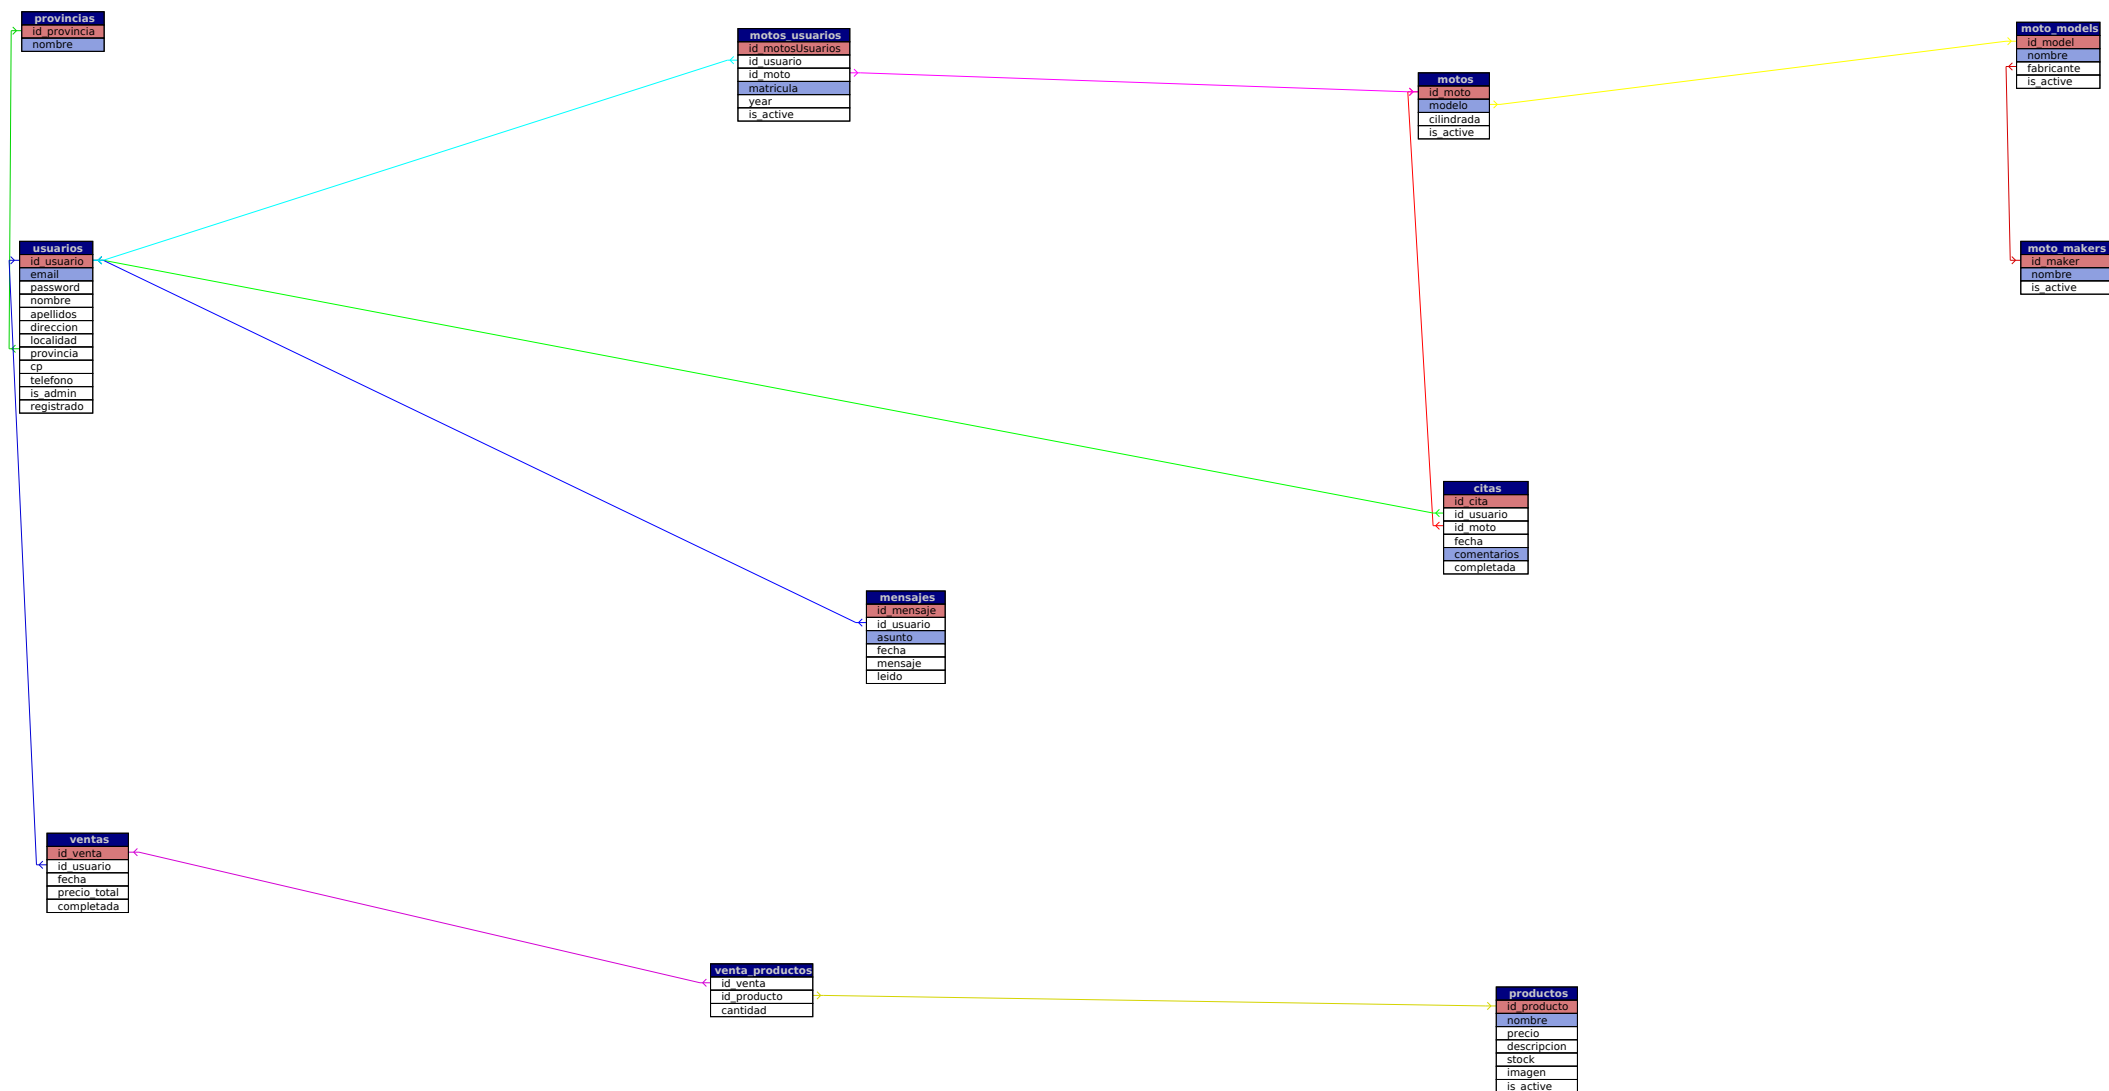 provincias
id_provincia
nombre
motos_usuarios
id_motosUsuarios
id_usuario
id_moto
matricula
year
is_active
motos
id_moto
modelo
cilindrada
is_active
moto_models
id_model
nombre
fabricante
is_active
usuarios
id_usuario
email
password
nombre
apellidos
direccion
localidad
provincia
cp
telefono
is_admin
registrado
moto_makers
id_maker
nombre
is_active
citas
id_cita
id_usuario
id_moto
fecha
comentarios
completada
mensajes
id_mensaje
id_usuario
asunto
fecha
mensaje
leido
ventas
id_venta
id_usuario
fecha
precio_total
completada
venta_productos
id_venta
id_producto
cantidad
productos
id_producto
nombre
precio
descripcion
stock
imagen
is_active